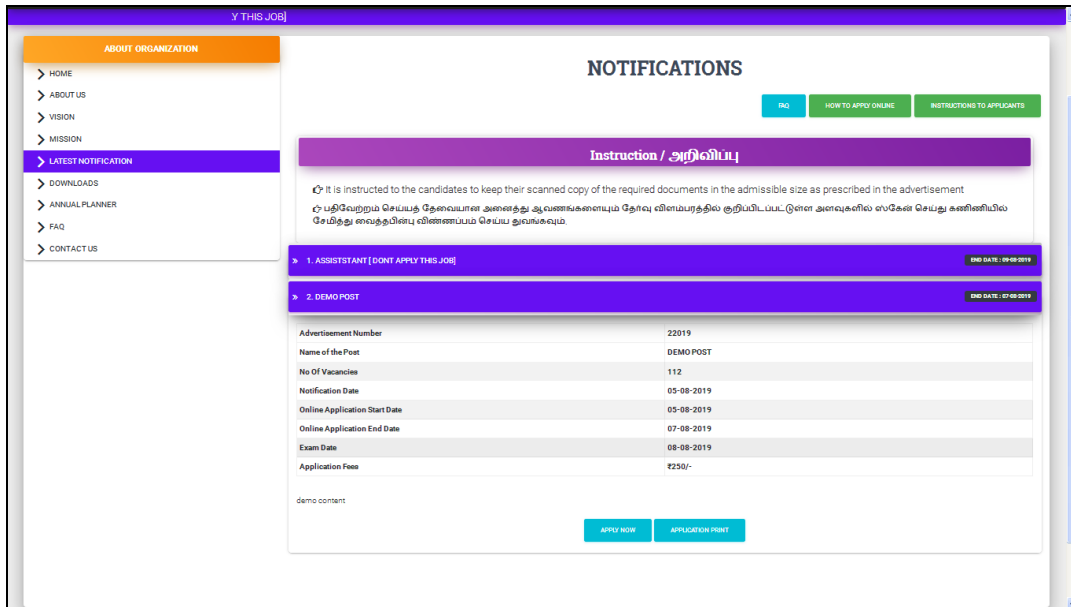 Y THIS JOB]
ABOUT ORGANIZATION
HOME
ABOUT US
VISION
MISSION
LATEST NOTIFICATION
DOWNLOADS
ANNUAL PLANNER
FAQ
CONTACT US
NOTIFICATIONS
FAQ HOW TO APPLY ONLINE INSTRUCTIONS TO APPLICANTS
Instruction / அறிவிப்பு
It is instructed to the candidates to keep their scanned copy of the required documents in the admissible size as prescribed in the advertisement
பதிவேற்றம் செய்யத் தேவையான அனைத்து ஆவணங்களையும் தேர்வு விளம்பரத்தில் குறிப்பிடப்பட்டுள்ள அளவுகளில் ஸ்கேன் செய்து கணிணியில்
சேமித்து வைத்தபின்பு விண்ணப்பம் செய்ய துவங்கவும்.
» 1. ASSISTSTANT [ DONT APPLY THIS JOB] END DATE : 09-08-2019
» 2. DEMO POST END DATE : 07-08-2019
Advertisement Number 22019
Name of the Post DEMO POST
No Of Vacancies 112
Notification Date 05-08-2019
Online Application Start Date 05-08-2019
Online Application End Date 07-08-2019
Exam Date 08-08-2019
Application Fees ₹250/-
demo content
APPLY NOW APPLICATION PRINT